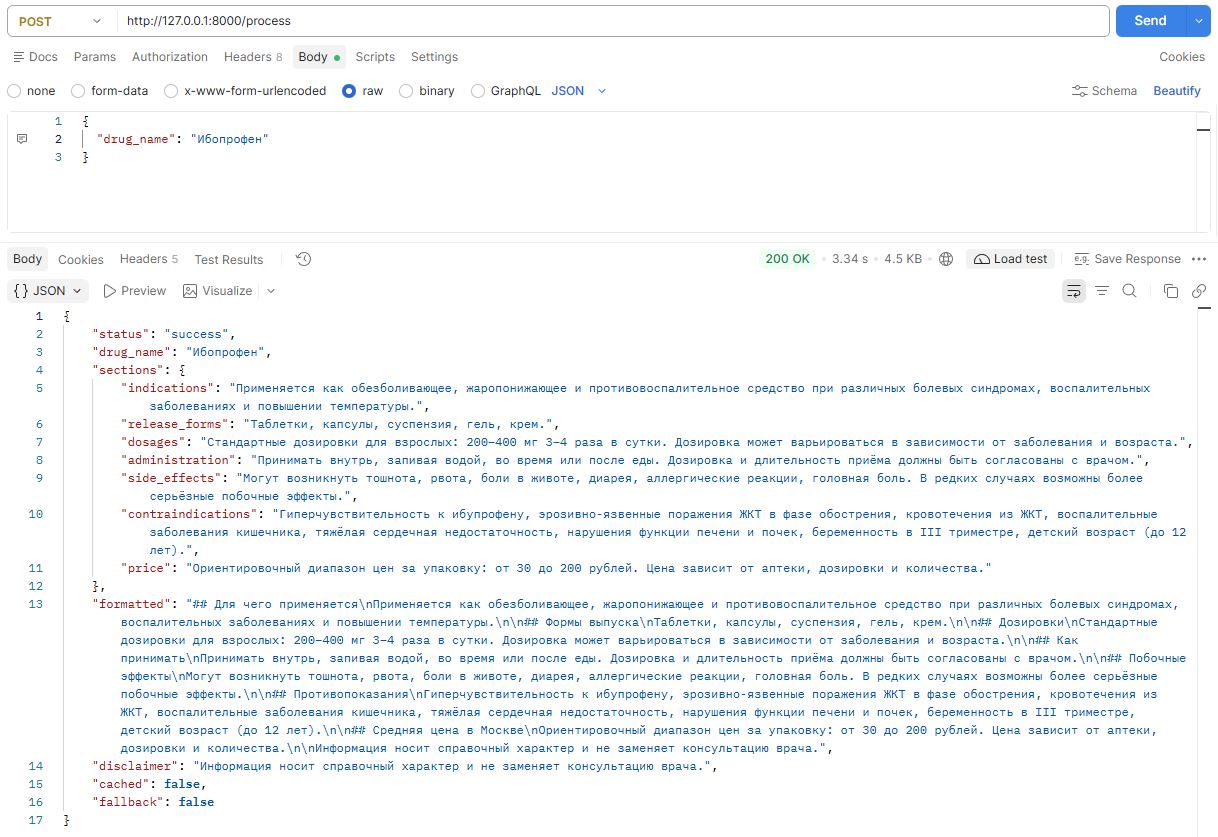 POST http://127.0.0.1:8000/process Send
Docs Params Authorization Headers 8 Body Scripts Settings Cookies
none form-data x-www-form-urlencoded raw binary GraphQL JSON Schema Beautify
1 {
2 "drug_name": "Ибопрофен"
3 }
Body Cookies Headers 5 Test Results 200 OK • 3.34 s • 4.5 KB • e.g. Load test Save Response
{} JSON Preview Visualize
1 {
2 "status": "success",
3 "drug_name": "Ибопрофен",
4 "sections": {
5 "indications": "Применяется как обезболивающее, жаропонижающее и противовоспалительное средство при различных болевых синдромах, воспалительных
заболеваниях и повышении температуры.",
6 "release_forms": "Таблетки, капсулы, суспензия, гель, крем.",
7 "dosages": "Стандартные дозировки для взрослых: 200–400 мг 3–4 раза в сутки. Дозировка может варьироваться в зависимости от заболевания и возраста.",
8 "administration": "Принимать внутрь, запивая водой, во время или после еды. Дозировка и длительность приёма должны быть согласованы с врачом.",
9 "side_effects": "Могут возникнуть тошнота, рвота, боли в животе, диарея, аллергические реакции, головная боль. В редких случаях возможны более
серьёзные побочные эффекты.",
10 "contraindications": "Гиперчувствительность к ибупрофену, эрозивно-язвенные поражения ЖКТ в фазе обострения, кровотечения из ЖКТ, воспалительные
заболевания кишечника, тяжёлая сердечная недостаточность, нарушения функции печени и почек, беременность в III триместре, детский возраст (до 12
лет).",
11 "price": "Ориентировочный диапазон цен за упаковку: от 30 до 200 рублей. Цена зависит от аптеки, дозировки и количества."
12 },
13 "formatted": "## Для чего применяется\nПрименяется как обезболивающее, жаропонижающее и противовоспалительное средство при различных болевых синдромах,
воспалительных заболеваниях и повышении температуры.\n\n## Формы выпуска\nТаблетки, капсулы, суспензия, гель, крем.\n\n## Дозировки\nСтандартные
дозировки для взрослых: 200–400 мг 3–4 раза в сутки. Дозировка может варьироваться в зависимости от заболевания и возраста.\n\n## Как
принимать\nПринимать внутрь, запивая водой, во время или после еды. Дозировка и длительность приёма должны быть согласованы с врачом.\n\n## Побочные
эффекты\nМогут возникнуть тошнота, рвота, боли в животе, диарея, аллергические реакции, головная боль. В редких случаях возможны более серьёзные
побочные эффекты.\n\n## Противопоказания\nГиперчувствительность к ибупрофену, эрозивно-язвенные поражения ЖКТ в фазе обострения, кровотечения из
ЖКТ, воспалительные заболевания кишечника, тяжёлая сердечная недостаточность, нарушения функции печени и почек, беременность в III триместре,
детский возраст (до 12 лет).\n\n## Средняя цена в Москве\nОриентировочный диапазон цен за упаковку: от 30 до 200 рублей. Цена зависит от аптеки,
дозировки и количества.\n\nИнформация носит справочный характер и не заменяет консультацию врача.",
14 "disclaimer": "Информация носит справочный характер и не заменяет консультацию врача.",
15 "cached": false,
16 "fallback": false
17 }